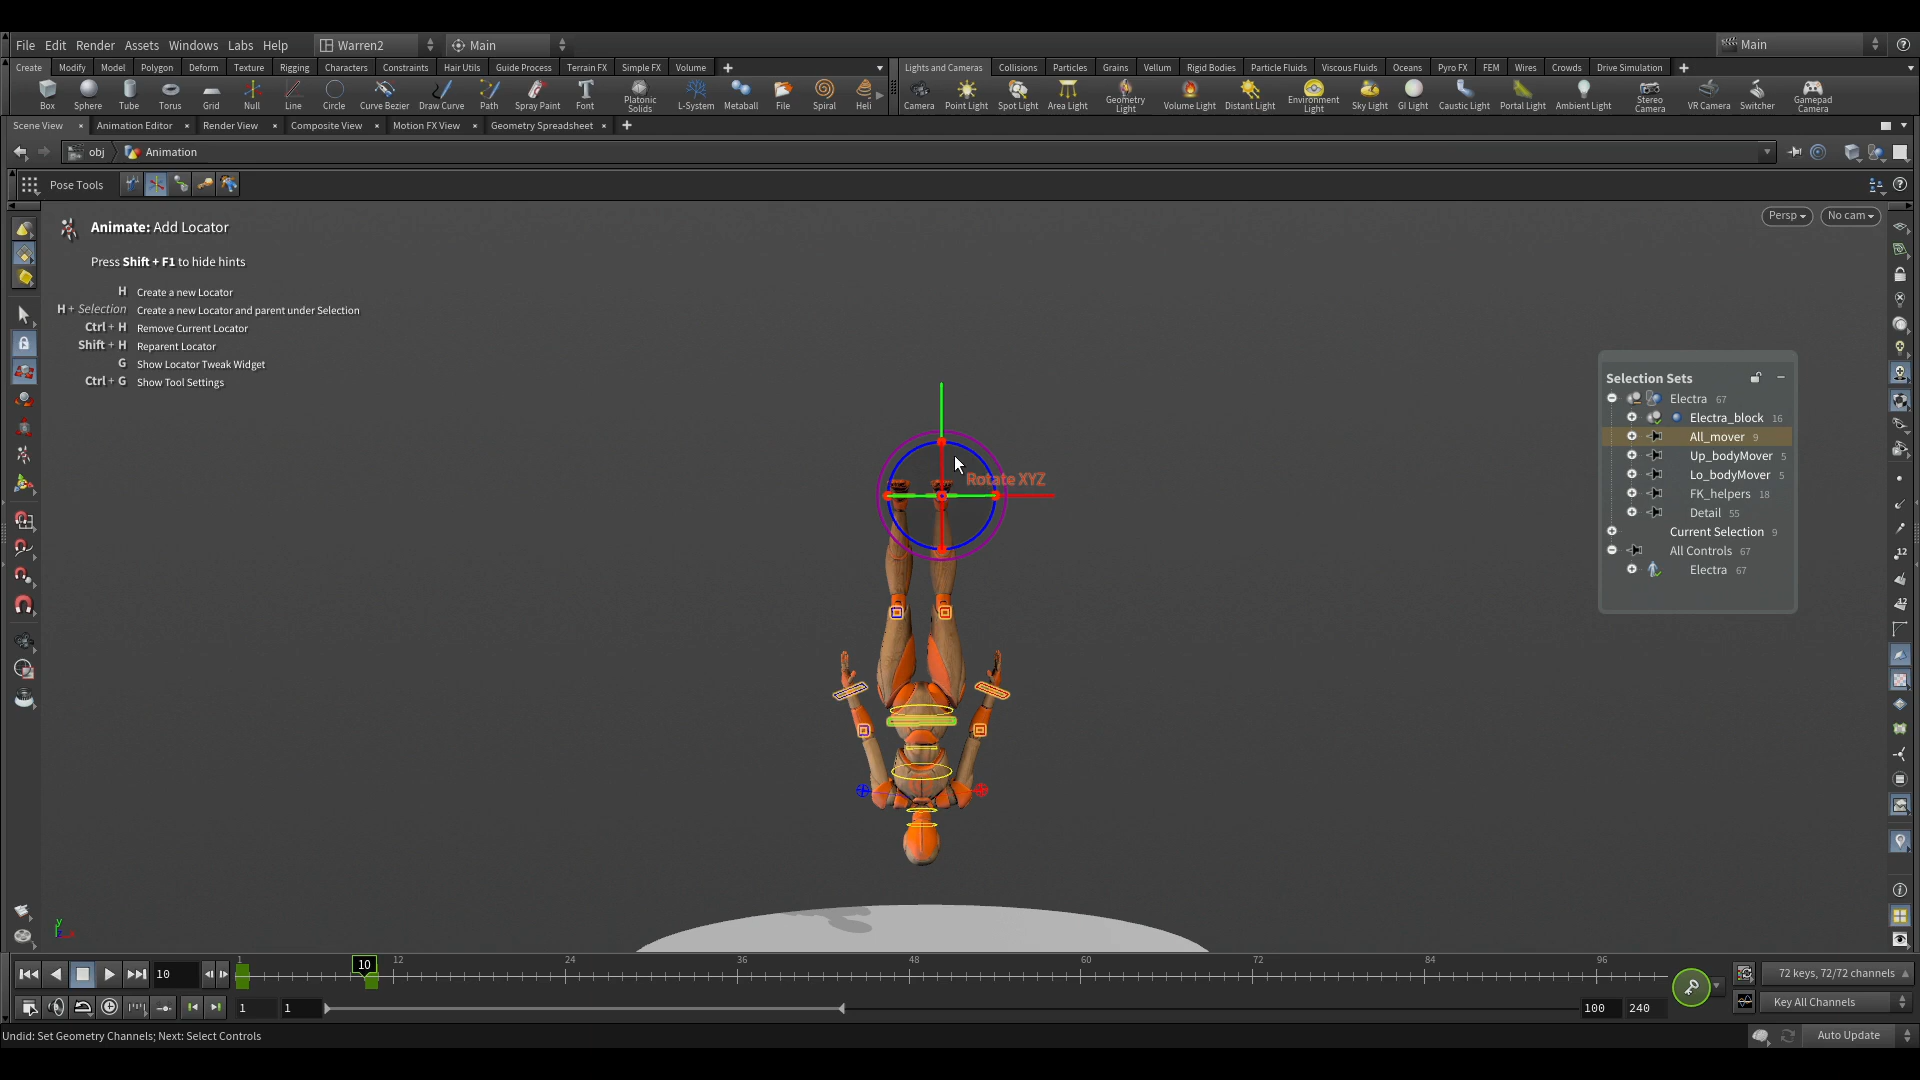 File Edit Render Assets Windows Labs Help Warren2 Main Main
Create Modify Model Polygon Deform Texture Rigging Characters Constraints Hair Utils Guide Process Terrain FX Simple FX Volume
Lights and Cameras Collisions Particles Grains Vellum Rigid Bodies Particle Fluids Viscous Fluids Oceans Pyro FX FEM Wires Crowds Drive Simulation
Box Sphere Tube Torus Grid Null Line Circle Curve Bezier Draw Curve Path Spray Paint Font Platonic Solids L-System Metaball File Spiral Heli
Camera Point Light Spot Light Area Light Geometry Light Volume Light Distant Light Environment Light Sky Light GI Light Caustic Light Portal Light Ambient Light Stereo Camera VR Camera Switcher Gamepad Camera
Scene View Animation Editor Render View Composite View Motion FX View Geometry Spreadsheet
obj Animation
Pose Tools
Persp No cam
Animate: Add Locator
Press Shift + F1 to hide hints
H Create a new Locator
H + Selection Create a new Locator and parent under Selection
Ctrl + H Remove Current Locator
Shift + H Reparent Locator
G Show Locator Tweak Widget
Ctrl + G Show Tool Settings
Rotate XYZ
Selection Sets
Electra 67
Electra_block 16
All_mover 9
Up_bodyMover 5
Lo_bodyMover 5
FK_helpers 18
Detail 55
Current Selection 9
All Controls 67
Electra 67
12
12
y
1 10 12 24 36 48 60 72 84 96
10
72 keys, 72/72 channels
1 1 100 240
Key All Channels
Undid: Set Geometry Channels; Next: Select Controls
Auto Update